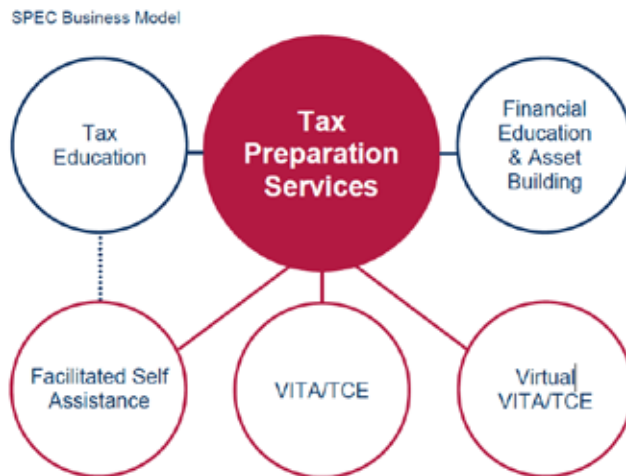 SPEC Business Model
Tax
Education
Tax
Preparation
Services
Financial
Education
& Asset
Building
Facilitated Self
Assistance
VITA/TCE
Virtual
VITA/TCE